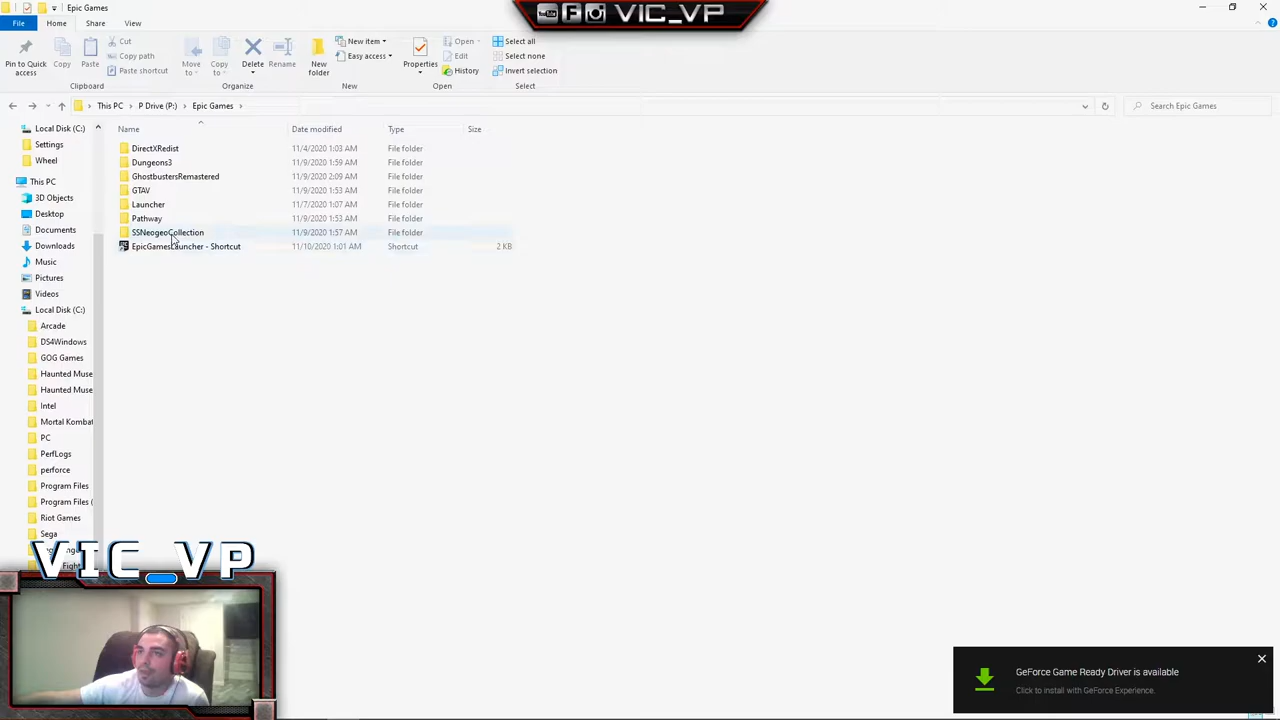 Epic Games
VIC_VP
File Home Share View
Pin to Quick access
Copy
Paste
Cut
Copy path
Paste shortcut
Clipboard
Move to
Copy to
Delete
Rename
Organize
New folder
New item
Easy access
New
Properties
Open
Edit
History
Open
Select all
Select none
Invert selection
Select
This PC > P Drive (P:) > Epic Games >
Search Epic Games
Name Date modified Type Size
DirectXRedist 11/4/2020 1:03 AM File folder
Dungeons3 11/9/2020 1:59 AM File folder
GhostbustersRemastered 11/9/2020 2:09 AM File folder
GTAV 11/9/2020 1:53 AM File folder
Launcher 11/7/2020 1:07 AM File folder
Pathway 11/9/2020 1:53 AM File folder
SSNeogeoCollection 11/9/2020 1:57 AM File folder
EpicGamesLauncher - Shortcut 11/10/2020 1:01 AM Shortcut 2 KB
Local Disk (C:)
Settings
Wheel
This PC
3D Objects
Desktop
Documents
Downloads
Music
Pictures
Videos
Local Disk (C:)
Arcade
DS4Windows
GOG Games
Haunted Muse
Haunted Muse
Intel
Mortal Kombat
PC
PerfLogs
perforce
Program Files
Program Files (
Riot Games
Sega
VIC_VP
GeForce Game Ready Driver is available
Click to install with GeForce Experience.